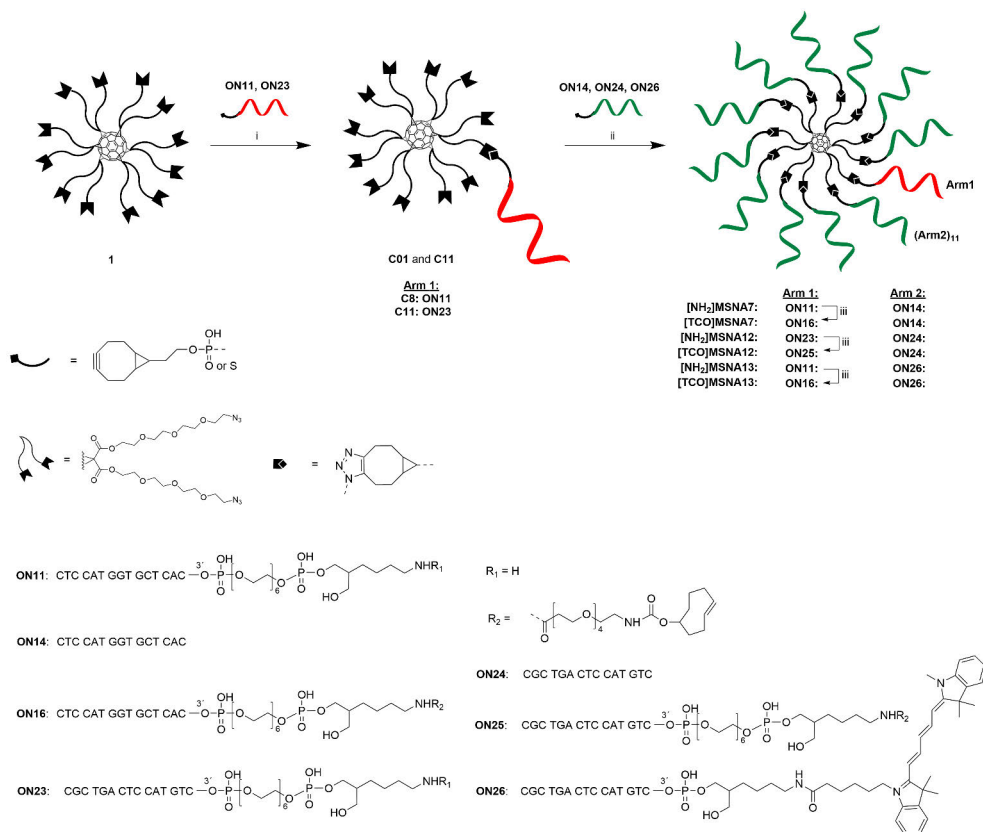 ON11, ON23
i
ON14, ON24, ON26
ii
Arm1
(Arm2)11
1
C01 and C11
Arm 1:
C8: ON11
C11: ON23
Arm 1: Arm 2:
[NH2]MSNA7: ON11: iii ON14:
[TCO]MSNA7: ON16: ON14:
[NH2]MSNA12: ON23: iii ON24:
[TCO]MSNA12: ON25: ON24:
[NH2]MSNA13: ON11: iii ON26:
[TCO]MSNA13: ON16: ON26:
= OH
O-P
O or S
= O O O O O N3
O O O O O N3
= N N N
ON11: CTC CAT GGT GCT CAC 3´ O-P OH O O O 6 O-P OH O O HO NHR1
R1 = H
R2 = O O 4 NH O O
ON14: CTC CAT GGT GCT CAC
ON24: CGC TGA CTC CAT GTC
ON16: CTC CAT GGT GCT CAC 3´ O-P OH O O O 6 O-P OH O O HO NHR2
ON25: CGC TGA CTC CAT GTC 3´ O-P OH O O O 6 O-P OH O O HO NHR2
ON23: CGC TGA CTC CAT GTC 3´ O-P OH O O O 6 O-P OH O O HO NHR1
ON26: CGC TGA CTC CAT GTC 3´ O-P OH O O HO N H O N N